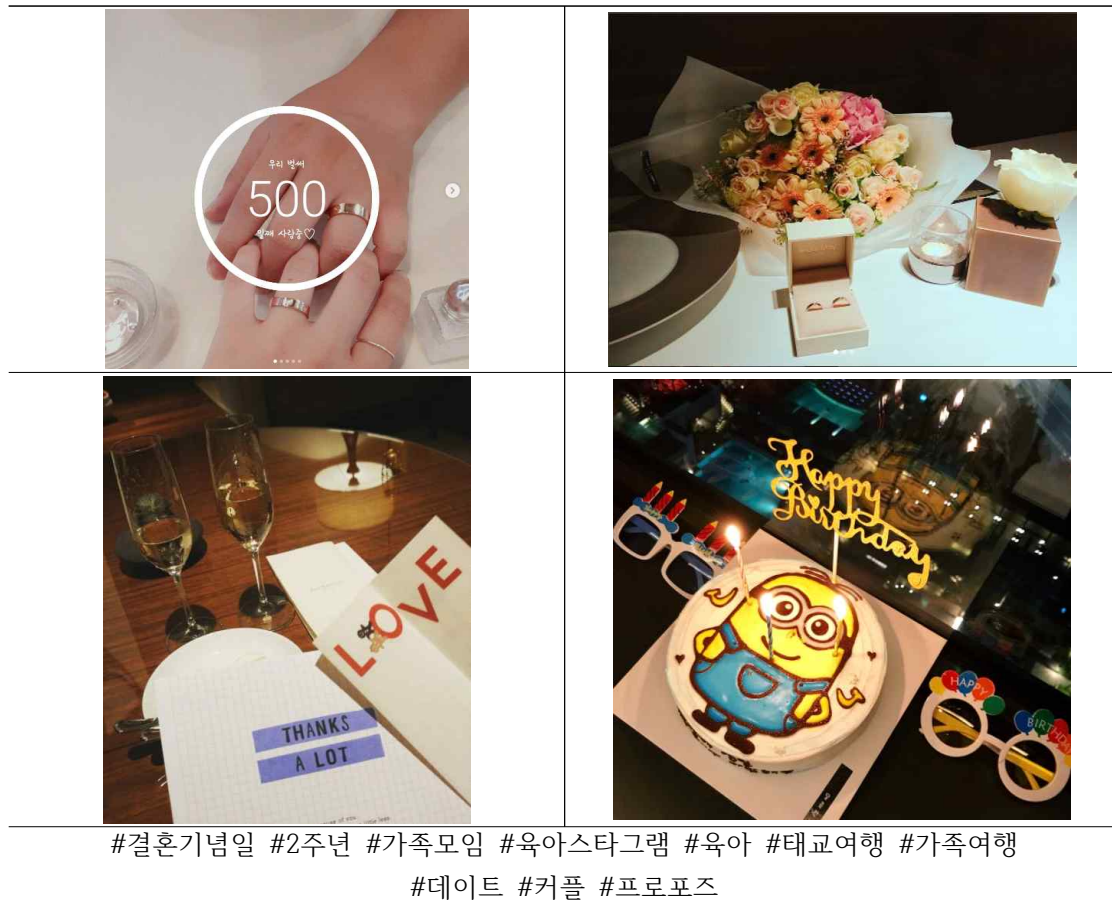 우리 벌써
500
일째 사랑중♡
LOVE
THANKS
A LOT
Happy
Birthday
HAPPY
BIRTHDAY
#결혼기념일 #2주년 #가족모임 #육아스타그램 #육아 #태교여행 #가족여행
#데이트 #커플 #프로포즈